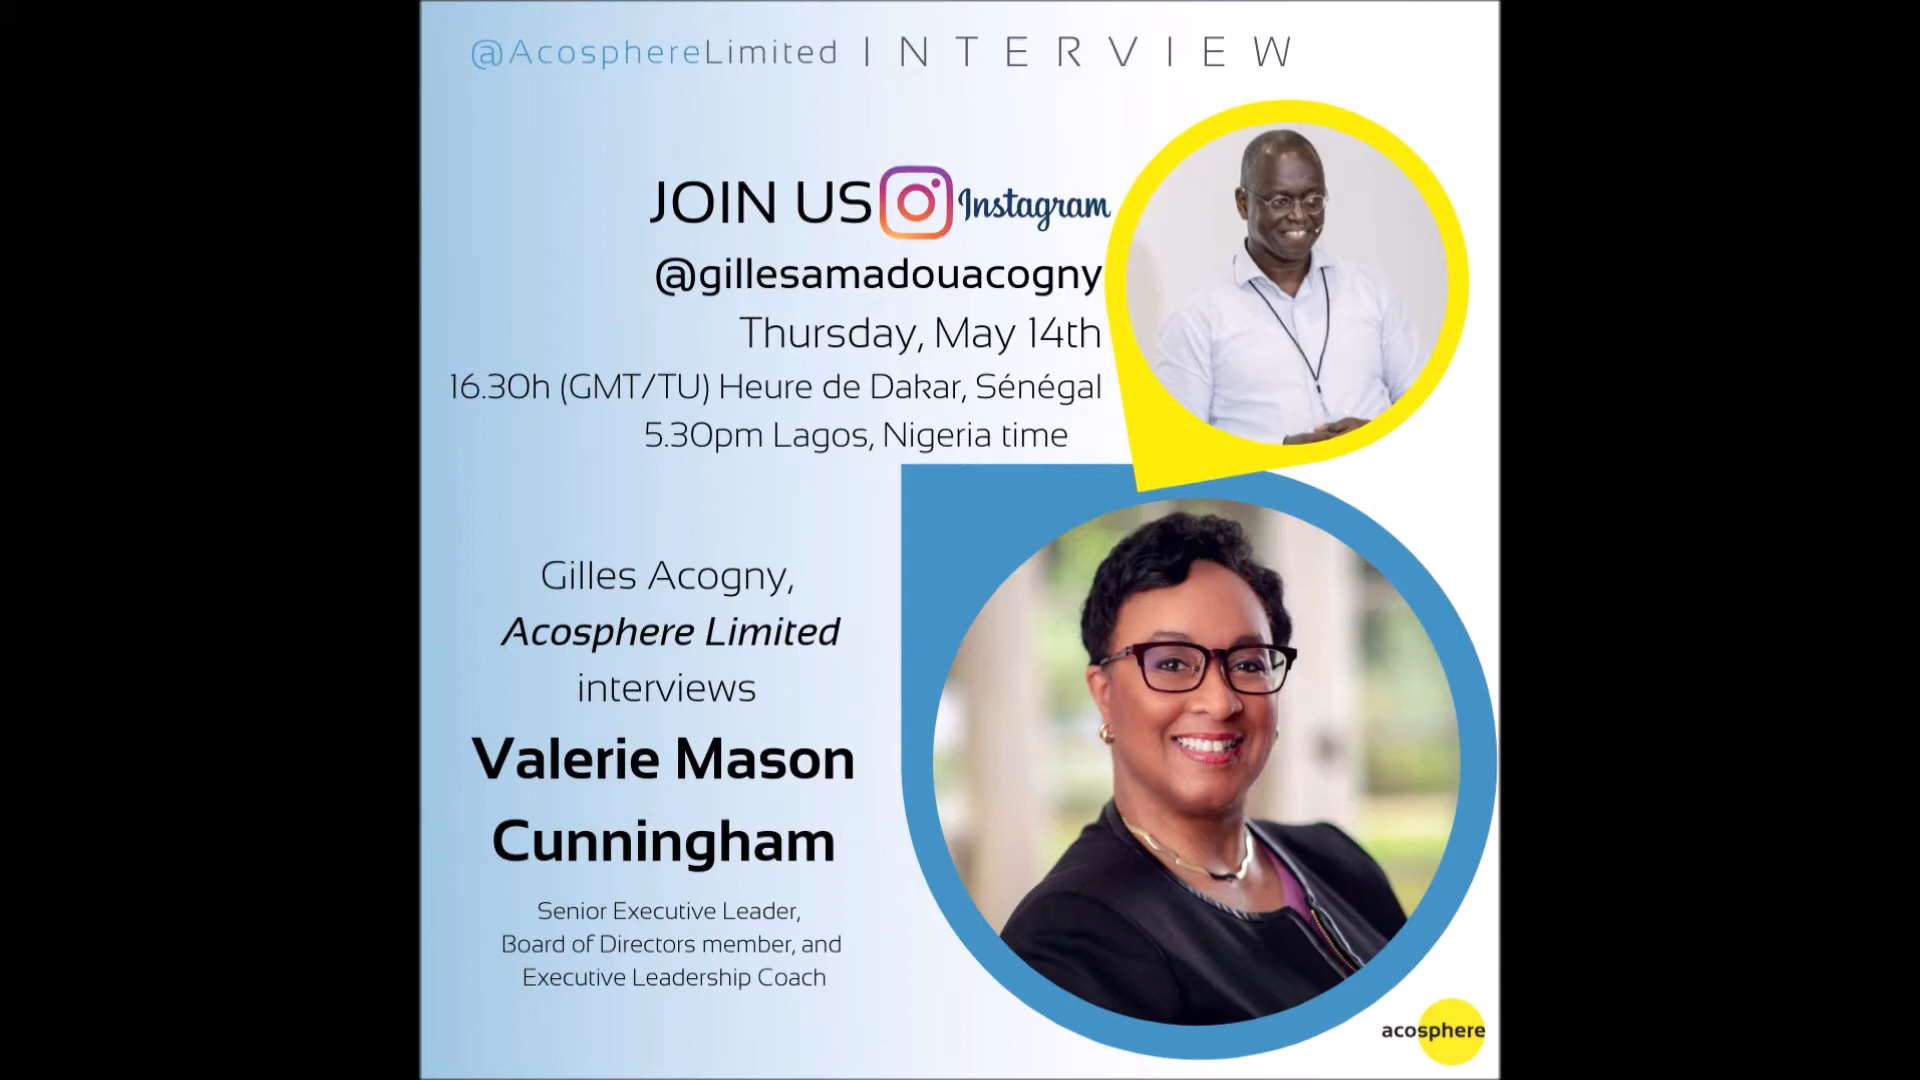 @AcosphereLimited | INTERVIEW
JOIN US Instagram
@gillesamadouacogny
Thursday, May 14th
16.30h (GMT/TU) Heure de Dakar, Sénégal
5.30pm Lagos, Nigeria time
Gilles Acogny,
Acosphere Limited
interviews
Valerie Mason
Cunningham
Senior Executive Leader,
Board of Directors member, and
Executive Leadership Coach
acosphere